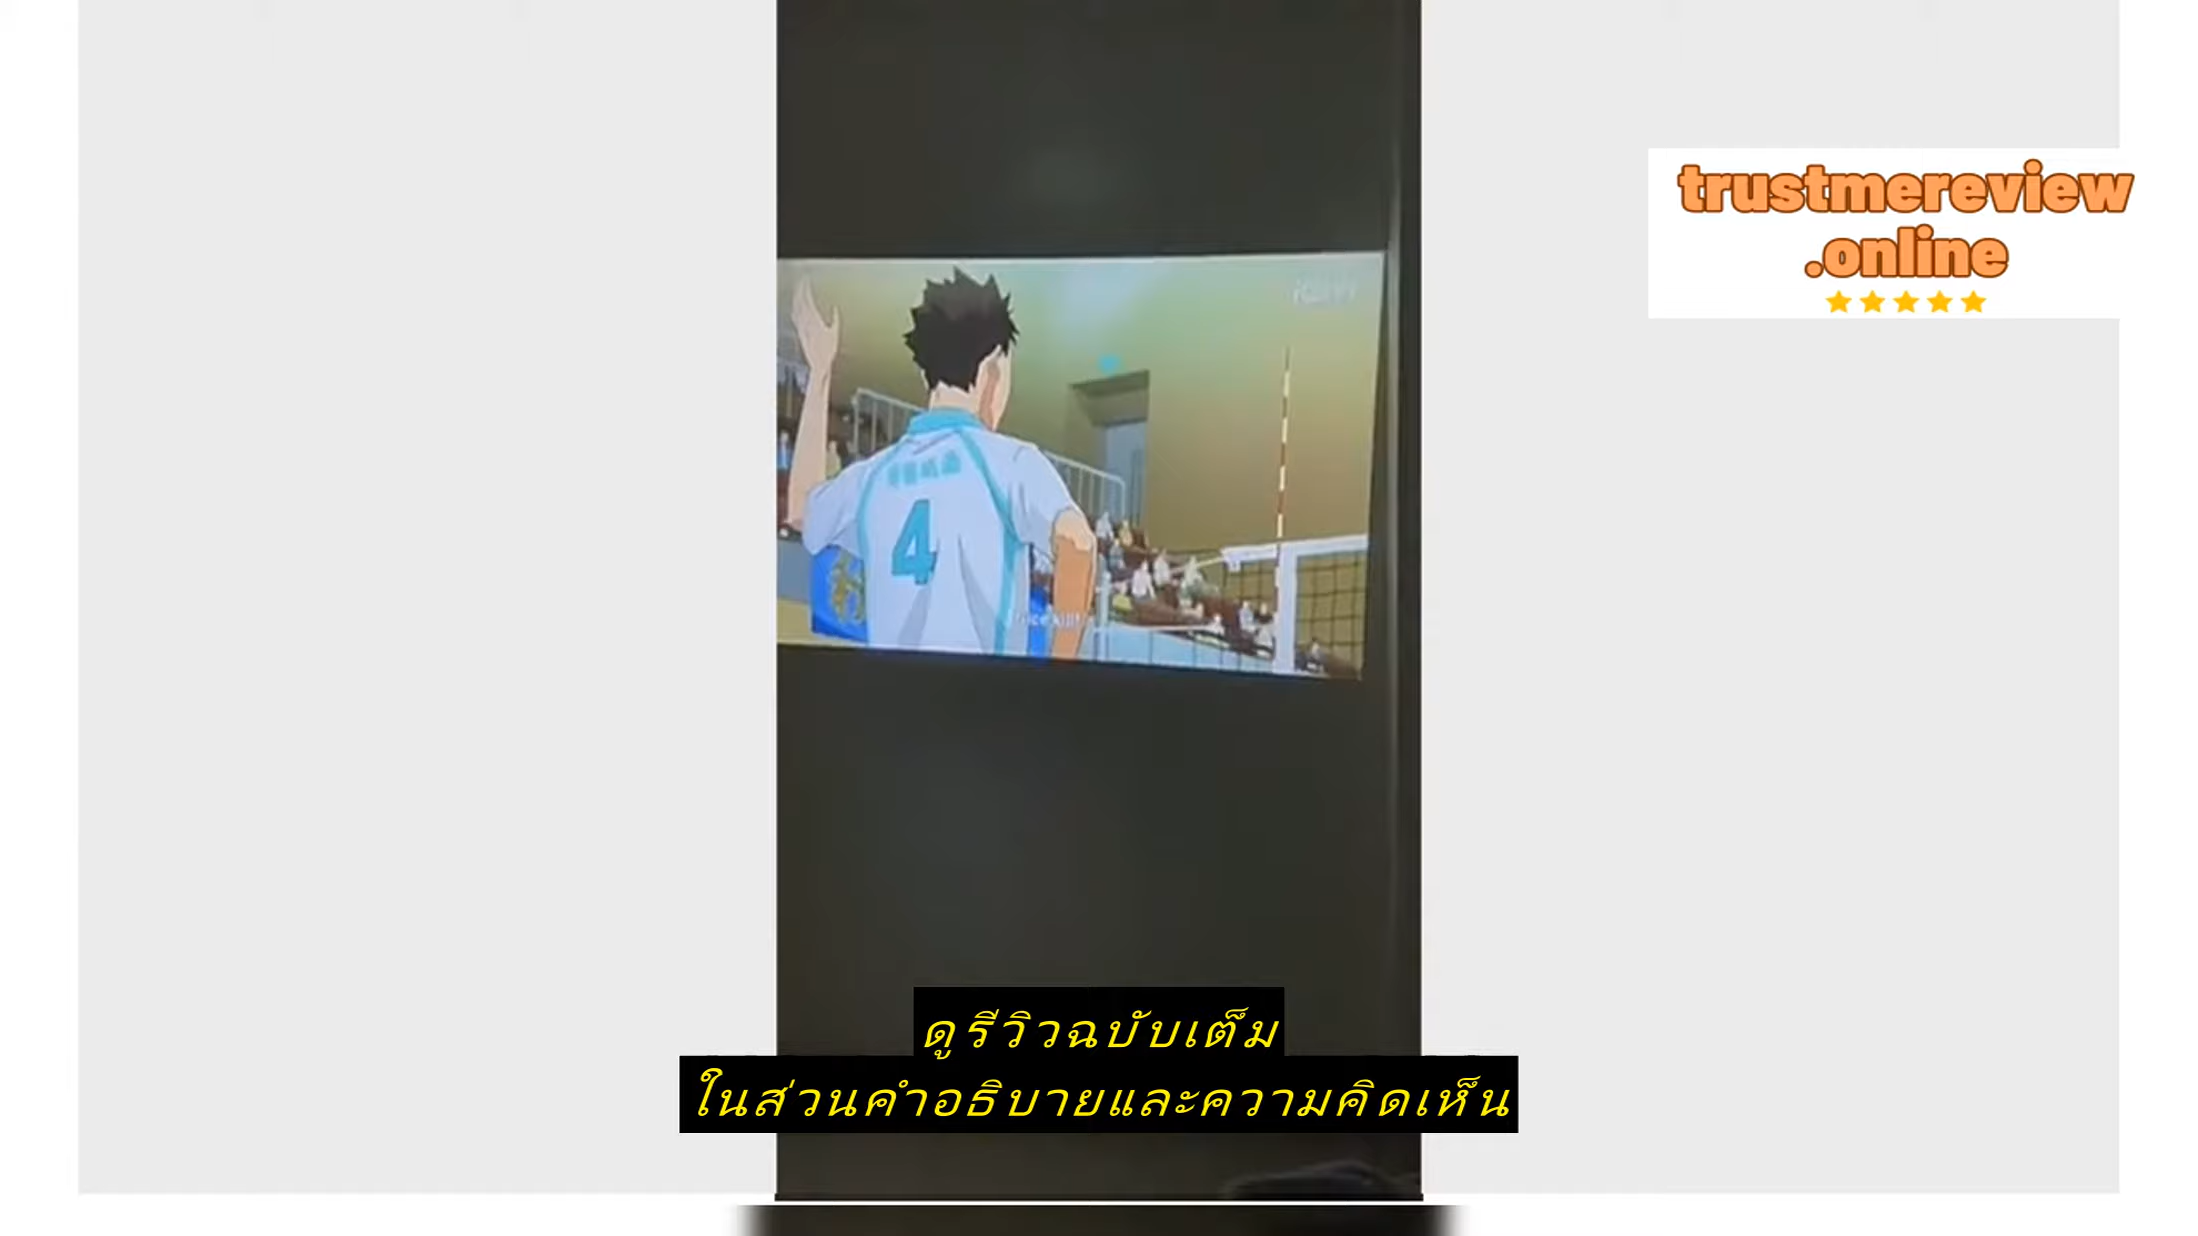 trustmereview
.online
4
ดูรีวิวฉบับเต็ม
ในส่วนคำอธิบายและความคิดเห็น